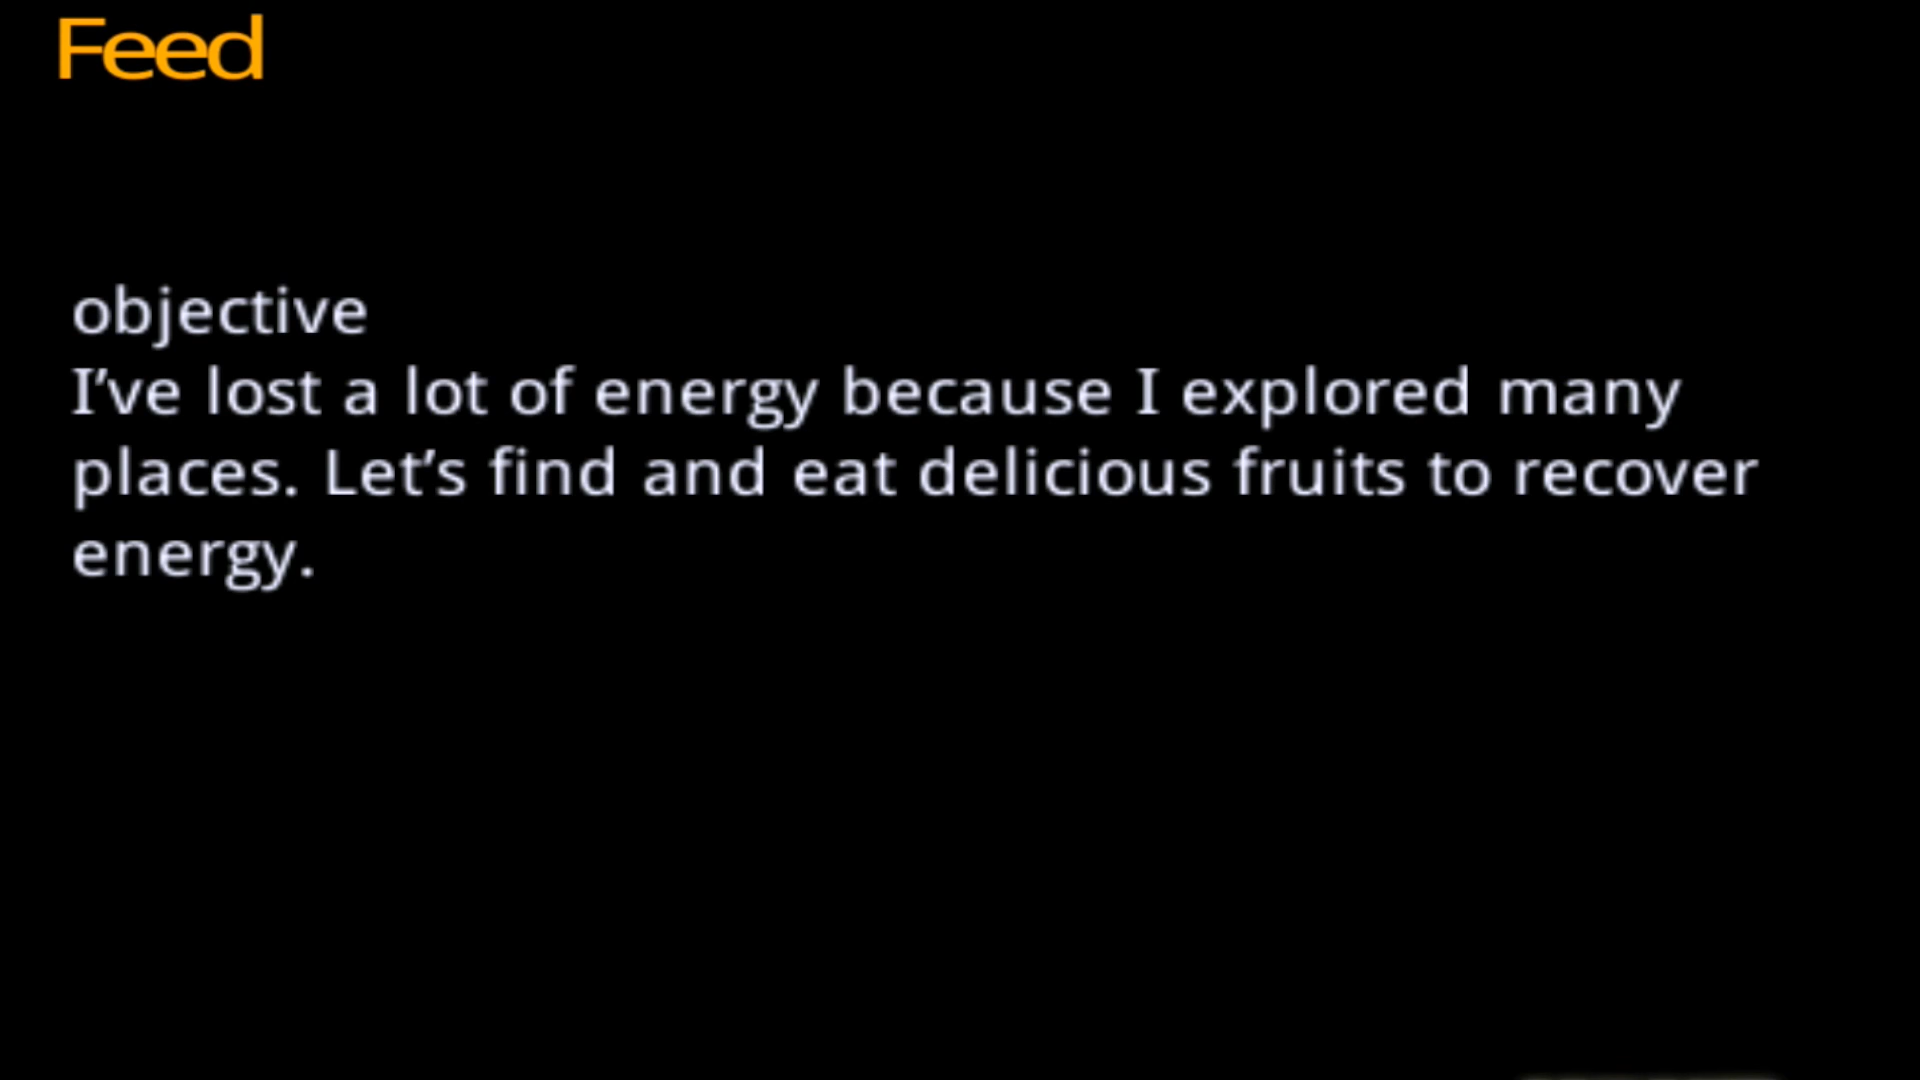 Feed
objective
I’ve lost a lot of energy because I explored many
places. Let’s find and eat delicious fruits to recover
energy.